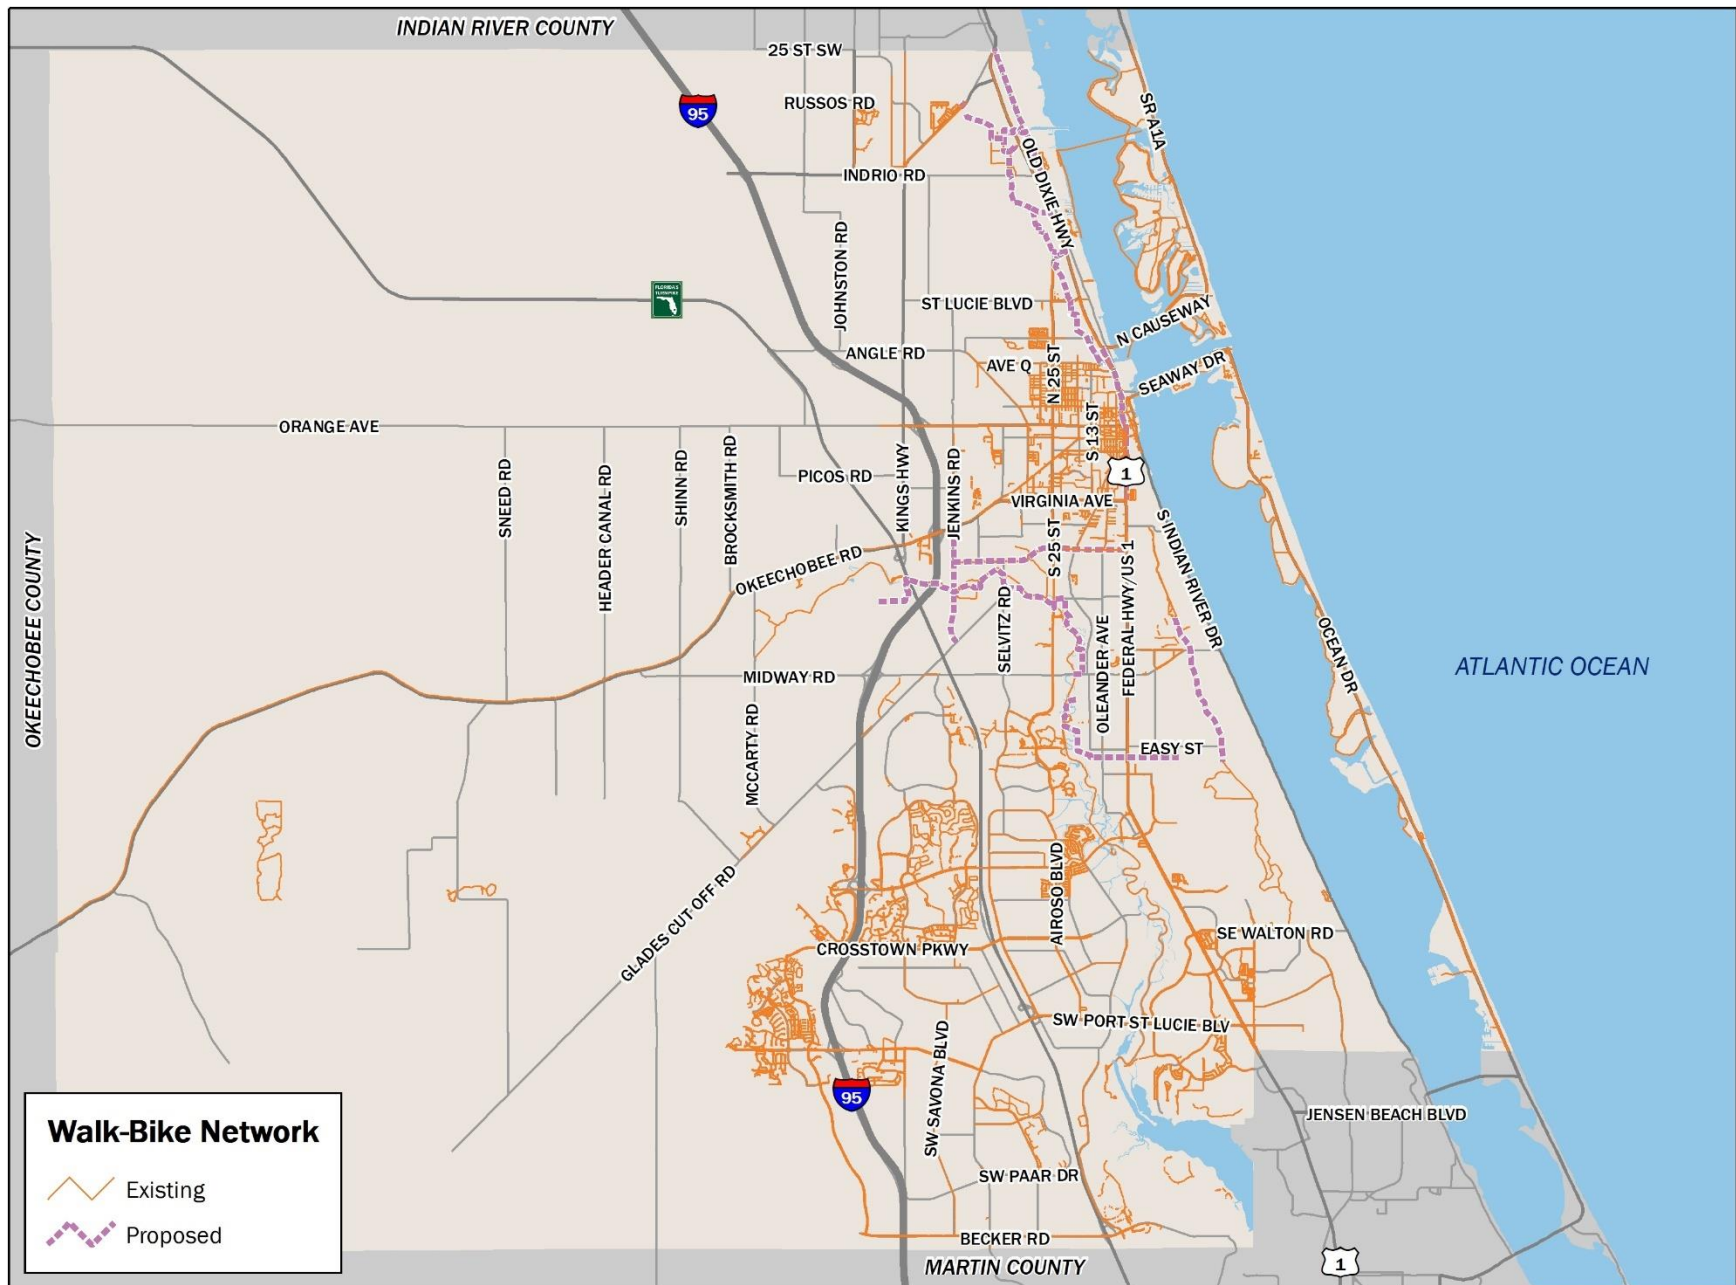 INDIAN RIVER COUNTY
25 ST SW
95
RUSSOS RD
SR A1A
OLD DIXIE HWY
INDRIO RD
JOHNSTON RD
FLORIDA'S
TURNPIKE
ST LUCIE BLVD
N CAUSEWAY
ANGLE RD
AVE Q
N 25 ST
SEAWAY DR
S 13 ST
ORANGE AVE
SNEED RD
HEADER CANAL RD
SHINN RD
BROCKSMITH RD
PICOS RD
KINGS HWY
JENKINS RD
1
VIRGINIA AVE
S 25 ST
S INDIAN RIVER DR
OKEECHOBEE COUNTY
OKEECHOBEE RD
SELVITZ RD
OLEANDER AVE
FEDERAL HWY/US 1
OCEAN DR
ATLANTIC OCEAN
MIDWAY RD
MCCARTY RD
EASY ST
GLADES CUT OFF RD
AIROSO BLVD
CROSSTOWN PKWY
SE WALTON RD
SW PORT ST LUCIE BLV
SW SAVONA BLVD
95
JENSEN BEACH BLVD
SW PAAR DR
BECKER RD
MARTIN COUNTY
1
Walk-Bike Network
Existing
Proposed